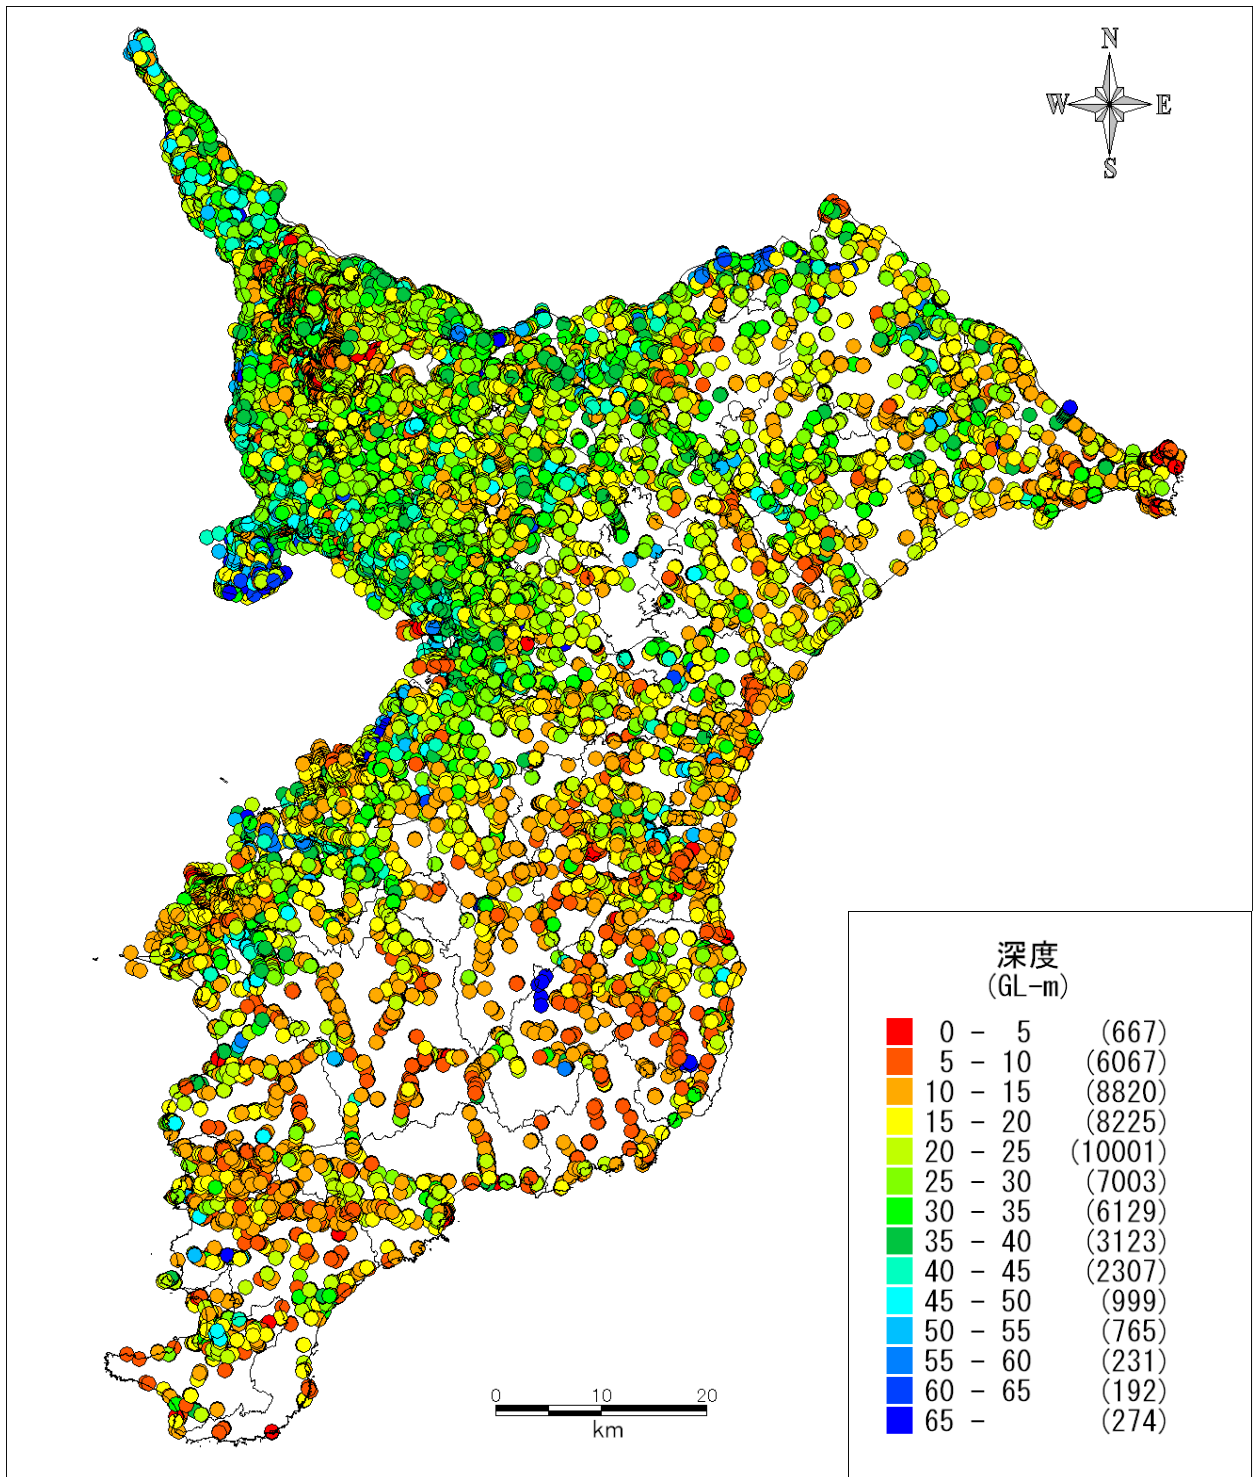 N
W E
S
深度
(GL-m)
0 - 5 (667)
5 - 10 (6067)
10 - 15 (8820)
15 - 20 (8225)
20 - 25 (10001)
25 - 30 (7003)
30 - 35 (6129)
35 - 40 (3123)
40 - 45 (2307)
45 - 50 (999)
50 - 55 (765)
55 - 60 (231)
60 - 65 (192)
65 - (274)
0 10 20
km